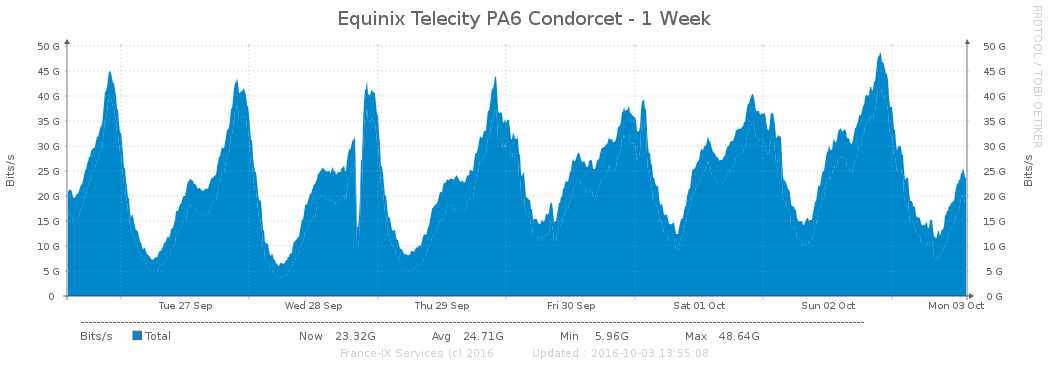 Equinix Telecity PA6 Condorcet - 1 Week
RRDTOOL / TOBI OETIKER
Bits/s
50 G 50 G
45 G 45 G
40 G 40 G
35 G 35 G
30 G 30 G
25 G 25 G
20 G 20 G
15 G 15 G
10 G 10 G
5 G 5 G
0 0 G
Bits/s
Tue 27 Sep Wed 28 Sep Thu 29 Sep Fri 30 Sep Sat 01 Oct Sun 02 Oct Mon 03 Oct
Bits/s Total Now 23.32G Avg 24.71G Min 5.96G Max 48.64G
France-IX Services (c) 2016 Updated : 2016-10-03 13:55:08